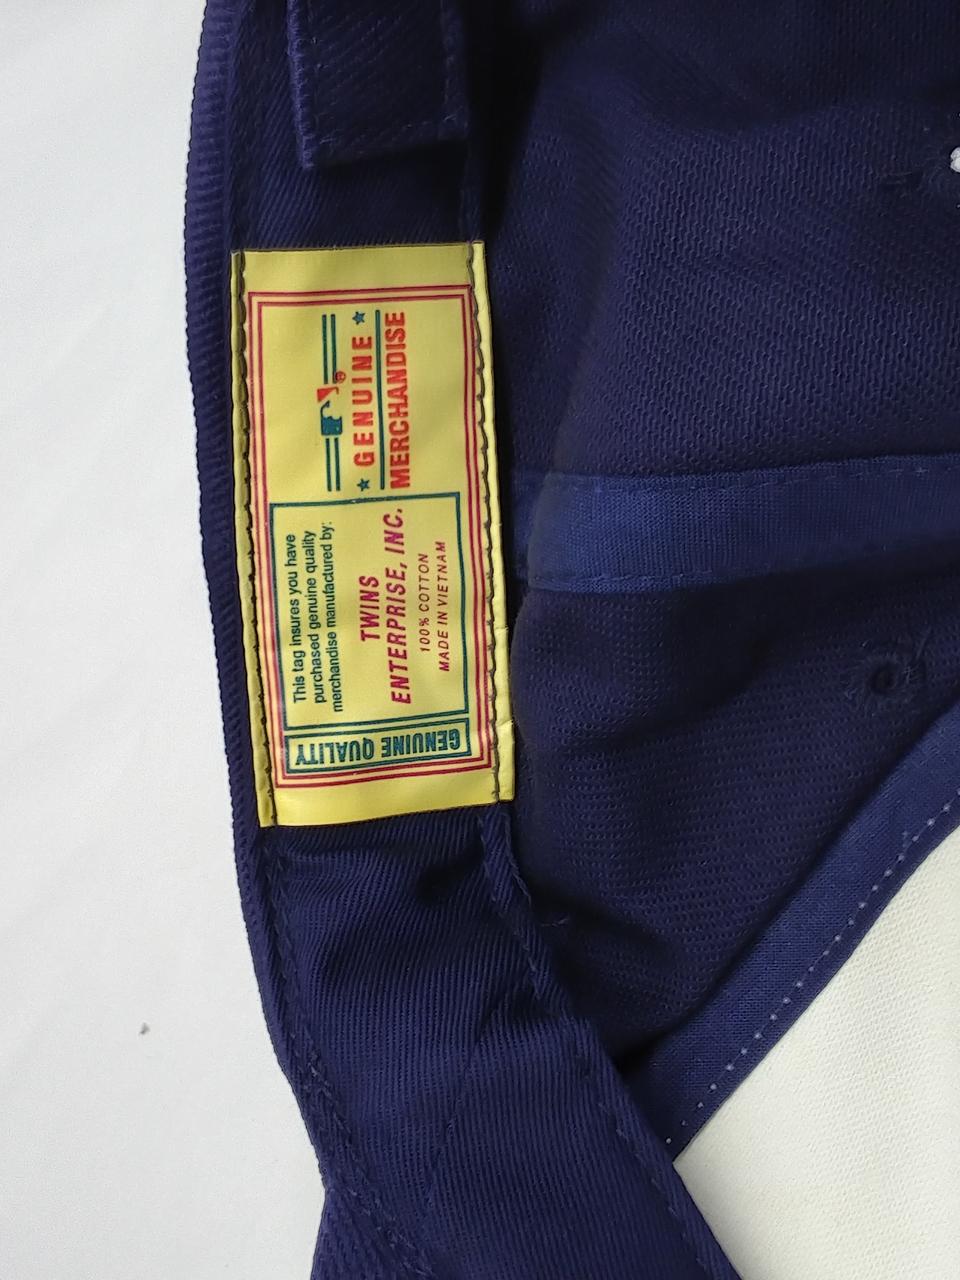 GENUINE
MERCHANDISE
This tag insures you have
purchased genuine quality
merchandise manufactured by:
TWINS
ENTERPRISE, INC.
100% COTTON
MADE IN VIETNAM
GENUINE QUALITY